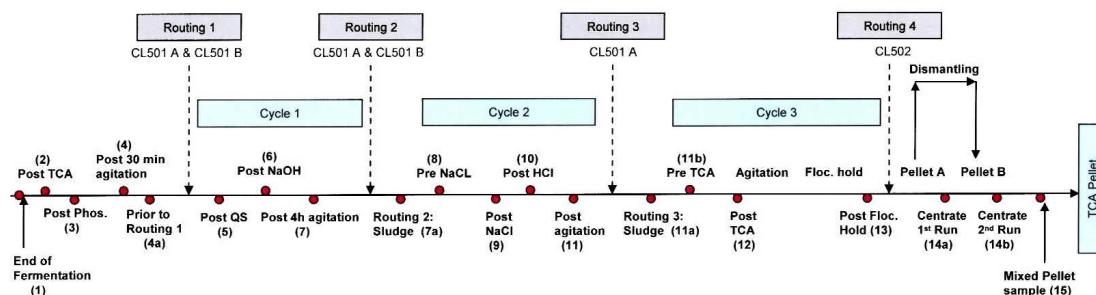 Routing 1
Routing 2
Routing 3
Routing 4
CL501 A & CL501 B
CL501 A & CL501 B
CL501 A
CL502
Dismantling
Cycle 1
Cycle 2
Cycle 3
(2)
Post TCA
(4)
Post 30 min
agitation
(6)
Post NaOH
(8)
Pre NaCL
(10)
Post HCl
(11b)
Pre TCA
Agitation
Floc. hold
Pellet A
Pellet B
TCA Pellet
Post Phos.
(3)
Prior to
Routing 1
(4a)
Post QS
(5)
Post 4h agitation
(7)
Routing 2:
Sludge (7a)
Post
NaCl
(9)
Post
agitation
(11)
Routing 3:
Sludge (11a)
Post
TCA
(12)
Post Floc.
Hold (13)
Centrate
1st Run
(14a)
Centrate
2nd Run
(14b)
End of
Fermentation
(1)
Mixed Pellet
sample (15)